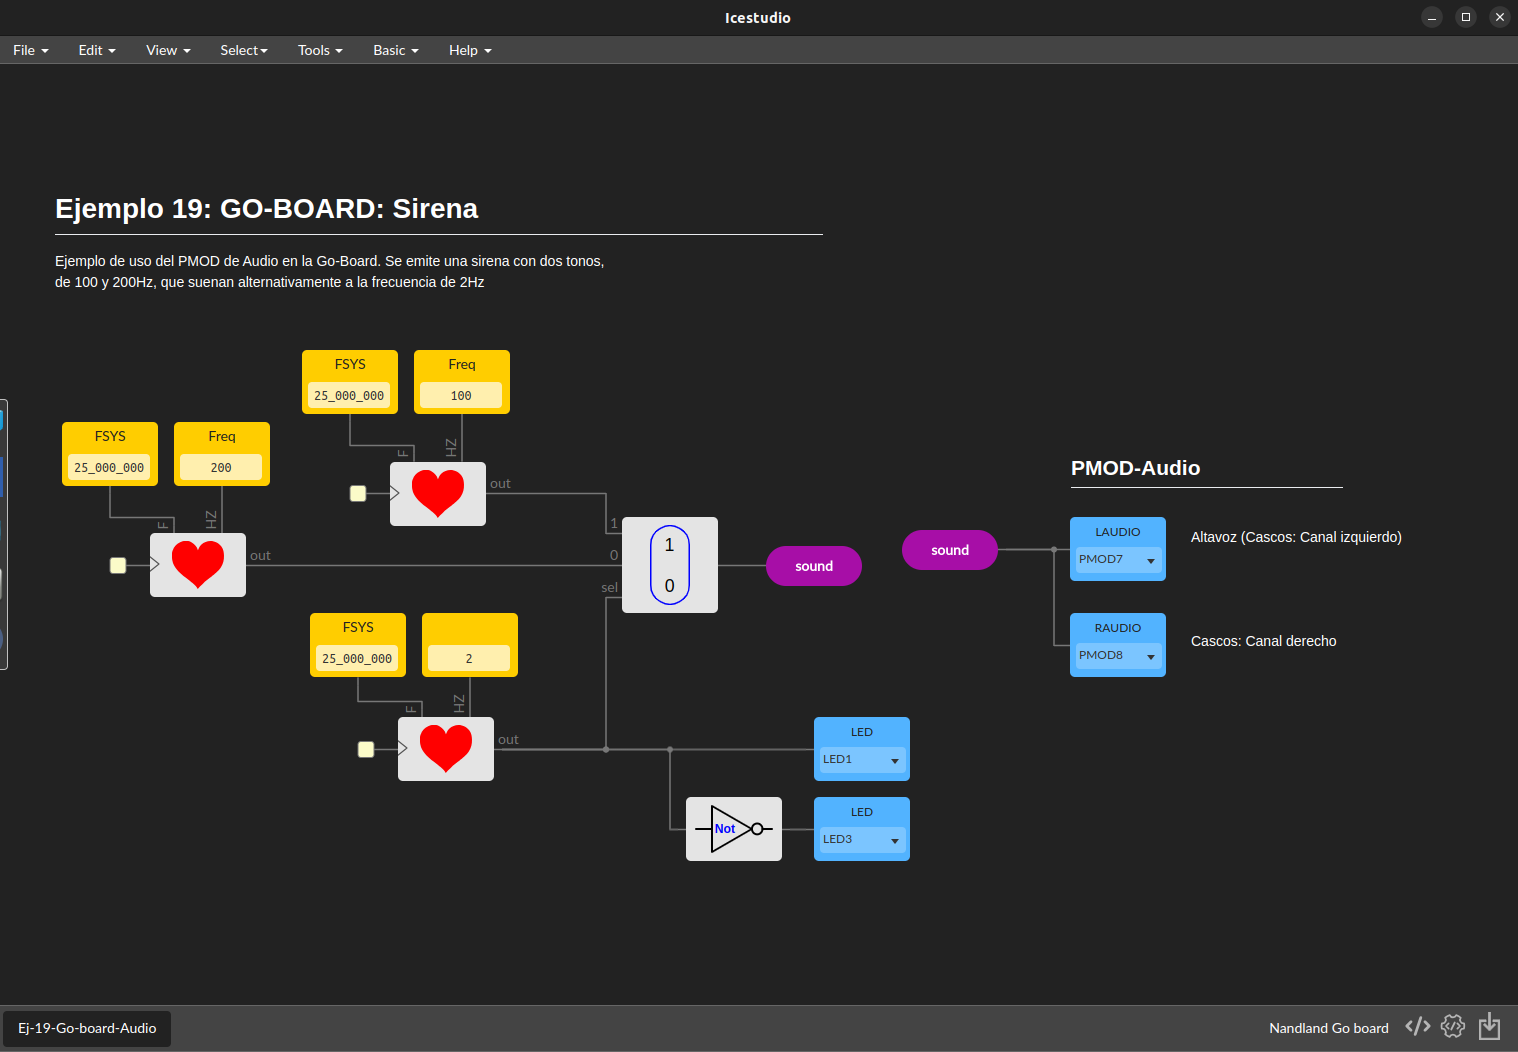 Icestudio
File Edit View Select Tools Basic Help
Ejemplo 19: GO-BOARD: Sirena
Ejemplo de uso del PMOD de Audio en la Go-Board. Se emite una sirena con dos tonos,
de 100 y 200Hz, que suenan alternativamente a la frecuencia de 2Hz
FSYS Freq
25_000_000 100
F HZ
out
FSYS Freq
25_000_000 200
F HZ
out
1
0
sel
1
0
sound
FSYS
25_000_000 2
F HZ
out
LED
LED1
Not
LED
LED3
PMOD-Audio
sound
LAUDIO
PMOD7
Altavoz (Cascos: Canal izquierdo)
RAUDIO
PMOD8
Cascos: Canal derecho
Ej-19-Go-board-Audio
Nandland Go board